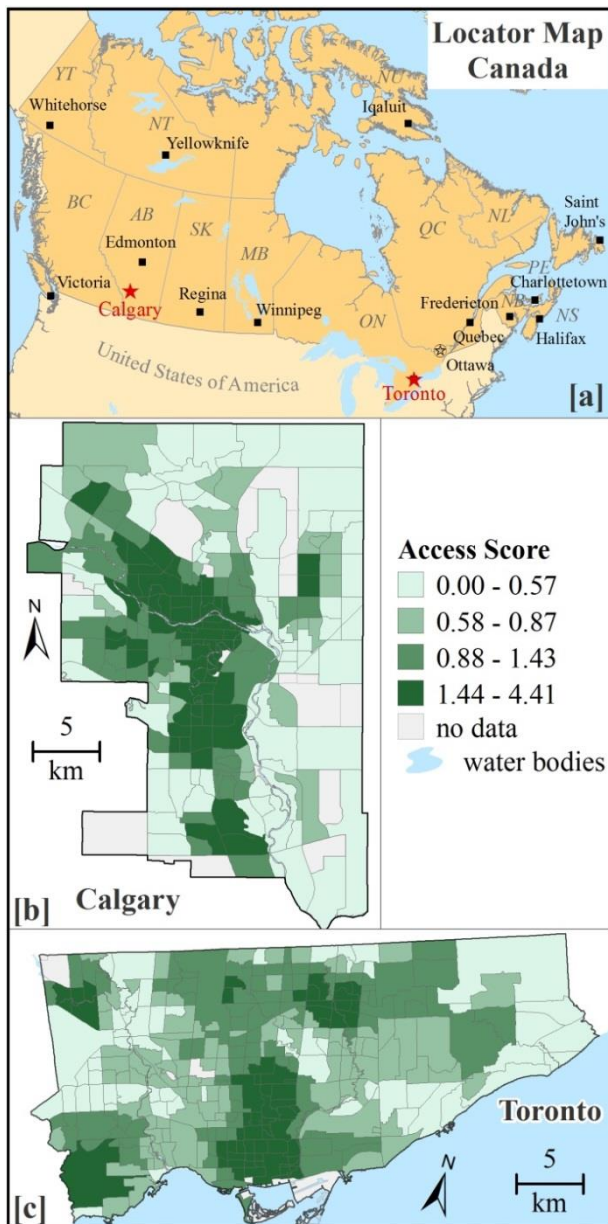 Locator Map
Canada
YT
NU
Whitehorse
Iqaluit
NT
Yellowknife
Saint
John's
BC
AB
SK
MB
QC
NL
Edmonton
PE
Charlottetown
Victoria
Calgary
Regina
Winnipeg
ON
Fredericton
NB
NS
Quebec
Halifax
Ottawa
United States of America
Toronto
[a]
N
5
km
Access Score
0.00 - 0.57
0.58 - 0.87
0.88 - 1.43
1.44 - 4.41
no data
water bodies
[b]
Calgary
Toronto
N
5
km
[c]